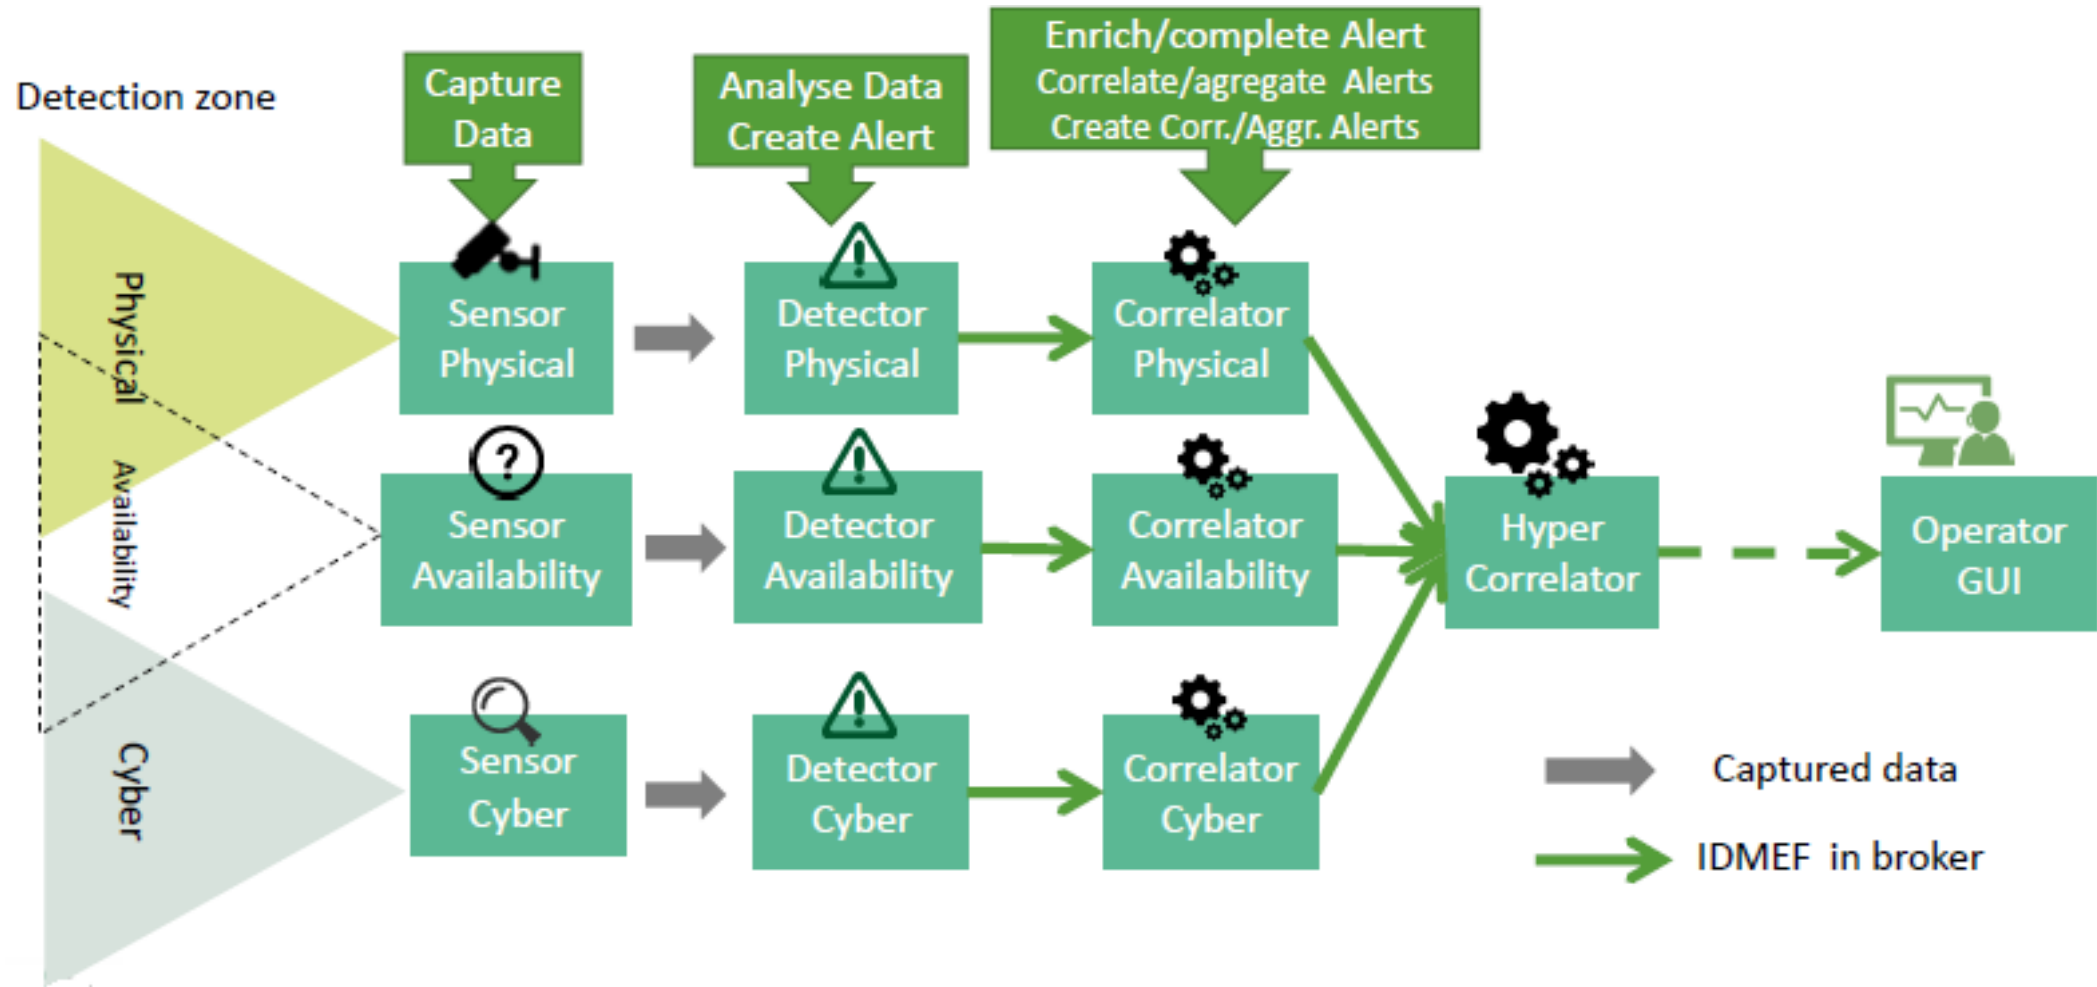 Detection zone
Capture
Data
Analyse Data
Create Alert
Enrich/complete Alert
Correlate/agregate Alerts
Create Corr./Aggr. Alerts
Physical
Availability
Cyber
Sensor
Physical
Detector
Physical
Correlator
Physical
Sensor
Availability
Detector
Availability
Correlator
Availability
Hyper
Correlator
Operator
GUI
Sensor
Cyber
Detector
Cyber
Correlator
Cyber
Captured data
IDMEF in broker